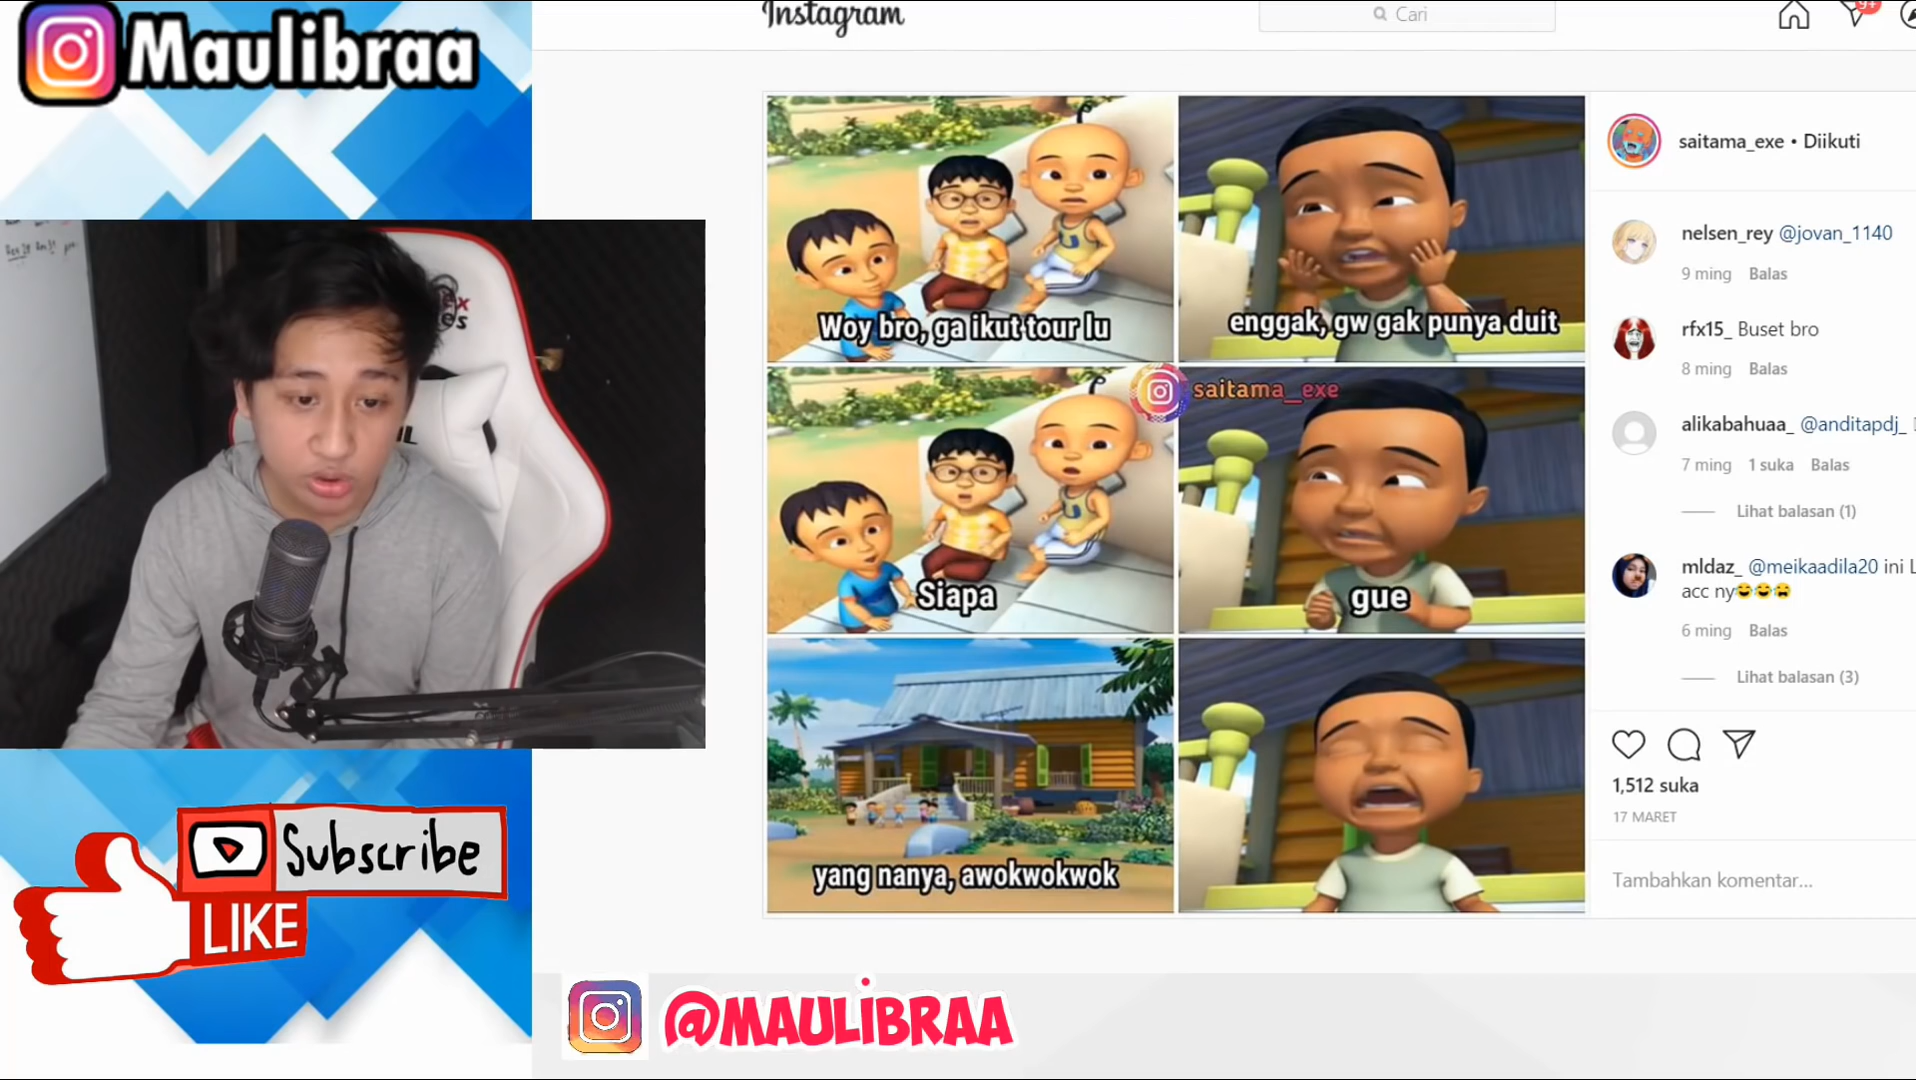 Maulibraa
Subscribe
LIKE
@MAULIBRAA
Instagram
Cari
9+
Woy bro, ga ikut tour lu
enggak, gw gak punya duit
saitama_exe
Siapa
gue
yang nanya, awokwokwok
saitama_exe • Diikuti
nelsen_rey @jovan_1140
9 ming Balas
rfx15_ Buset bro
8 ming Balas
alikabahuaa_ @anditapdj_
7 ming 1 suka Balas
Lihat balasan (1)
mldaz_ @meikaadila20 ini L
acc ny😂😂😭
6 ming Balas
Lihat balasan (3)
1,512 suka
17 MARET
Tambahkan komentar...